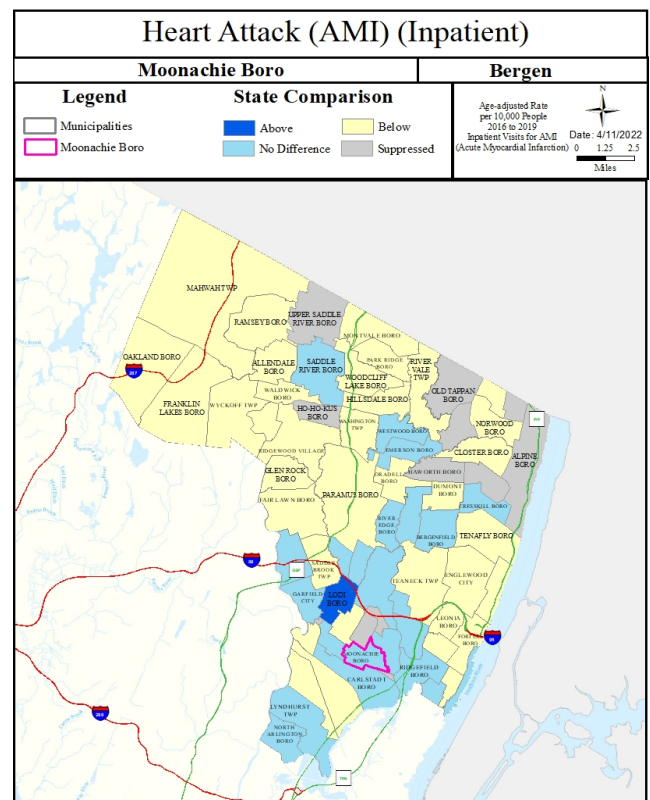 Heart Attack (AMI) (Inpatient)
Moonachie Boro
Bergen
Legend
Municipalities
Moonachie Boro
State Comparison
Above
Below
No Difference
Suppressed
Age-adjusted Rate
per 10,000 People
2016 to 2019
Inpatient Visits for AMI
(Acute Myocardial Infarction)
N
Date: 4/11/2022
0 1.25 2.5
Miles
MAHWAH TWP
UPPER SADDLE
RIVER BORO
RAMSEY BORO
MONTVALE BORO
OAKLAND BORO
ALLENDALE
BORO
SADDLE
RIVER BORO
PARK RIDGE
BORO
RIVER
VALE
TWP
WOODCLIFF
LAKE BORO
OLD TAPPAN
BORO
287
FRANKLIN
LAKES BORO
WYCKOFF TWP
WALDWICK
BORO
HILLSDALE BORO
HO-HO-KUS
BORO
WASHINGTON
TWP
WESTWOOD BORO
NORWOOD
BORO
EMERSON BORO
CLOSTER BORO
ALPINE
BORO
RIDGEWOOD VILLAGE
GLEN ROCK
BORO
ORADELL
BORO
HAWORTH BORO
DUMONT
BORO
FAIR LAWN BORO
PARAMUS BORO
CRESSKILL BORO
RIVER
EDGE
BORO
BERGENFIELD
BORO
TENAFLY BORO
80
GSP
SADDLE
BROOK
TWP
TEANECK TWP
ENGLEWOOD
CITY
GARFIELD
CITY
LODI
BORO
LEONIA
BORO
FORT LEE
BORO
95
MOONACHIE
BORO
RIDGEFIELD
BORO
CARLSTADT
BORO
LYNDHURST
TWP
NORTH
ARLINGTON
BORO
280